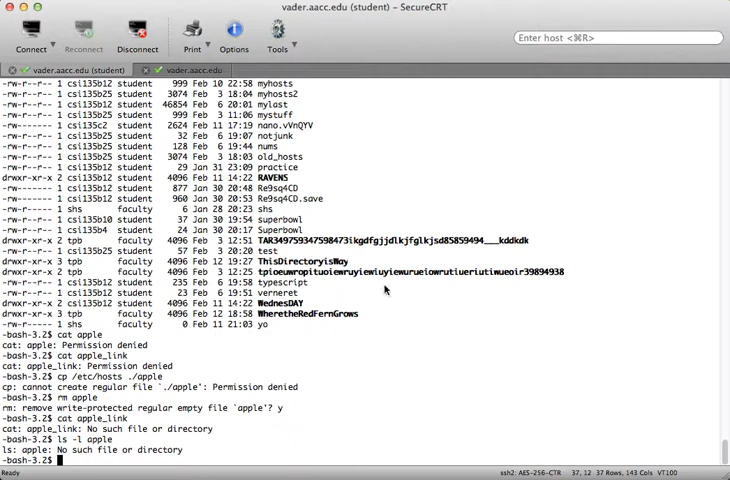 vader.aacc.edu (student) – SecureCRT
Connect
Reconnect
Disconnect
Print
Options
Tools
Enter host <⌘R>
vader.aacc.edu (student)
vader.aacc.edu
-rw-r--r-- 1 csi135b12 student 999 Feb 10 22:58 myhosts
-rw-r--r-- 1 csi135b25 student 3074 Feb 3 18:04 myhosts2
-rw-r--r-- 1 csi135b12 student 46854 Feb 6 20:01 mylast
-rw-r--r-- 1 csi135b12 student 999 Feb 3 11:06 mystuff
-rw-r--r-- 1 csi135c2 student 2624 Feb 11 17:19 nano.vVnQYV
-rw-r--r-- 1 csi135b25 student 32 Feb 6 19:07 notjunk
-rw-r--r-- 1 csi135b25 student 128 Feb 6 19:44 nums
-rw-r--r-- 1 csi135b25 student 3074 Feb 3 18:03 old_hosts
-rw-r--r-- 1 csi135b12 student 29 Jan 31 23:09 practice
drwxr-xr-x 2 csi135b12 student 4096 Feb 11 14:22 RAVENS
-rw------- 1 csi135b12 student 877 Jan 30 20:48 Re9sq4CD
-rw------- 1 csi135b12 student 960 Jan 30 20:53 Re9sq4CD.save
-rw-r--r-- 1 shs faculty 6 Jan 28 20:23 shs
-rw-r--r-- 1 csi135b10 student 37 Jan 30 19:54 superbowl
-rw-r--r-- 1 csi135b4 student 24 Jan 30 20:17 Superbowl
drwxr-xr-x 2 tpb faculty 4096 Feb 3 12:51 TAR349759347598473ikgdfgjjdlkjfglkjsd85859494___kddkdk
-rw-r--r-- 1 csi135b25 student 57 Feb 3 20:20 test
drwxr-xr-x 3 tpb faculty 4096 Feb 12 19:27 ThisDirectoryisWay
drwxr-xr-x 2 tpb faculty 4096 Feb 3 12:25 tpioeuwropituoiewruyiewiuyiewurueiowrutiueriutiwueoir39894938
-rw-r--r-- 1 csi135b12 student 235 Feb 6 19:58 typescript
-rw-r--r-- 1 csi135b12 student 23 Feb 6 19:53 verneret
drwxr-xr-x 2 csi135b12 student 4096 Feb 11 14:22 WednesDAY
drwxr-xr-x 3 tpb faculty 4096 Feb 12 18:58 WheretheRedFernGrows
-rw-r--r-- 1 shs faculty 0 Feb 11 21:03 yo
-bash-3.2$ cat apple
cat: apple: Permission denied
-bash-3.2$ cat apple_link
cat: apple_link: Permission denied
-bash-3.2$ cp /etc/hosts ./apple
cp: cannot create regular file `./apple': Permission denied
-bash-3.2$ rm apple
rm: remove write-protected regular empty file `apple'? y
-bash-3.2$ cat apple_link
cat: apple_link: No such file or directory
-bash-3.2$ ls -l apple
ls: apple: No such file or directory
-bash-3.2$
Ready
ssh2: AES-256-CTR 37, 12 37 Rows, 143 Cols VT100